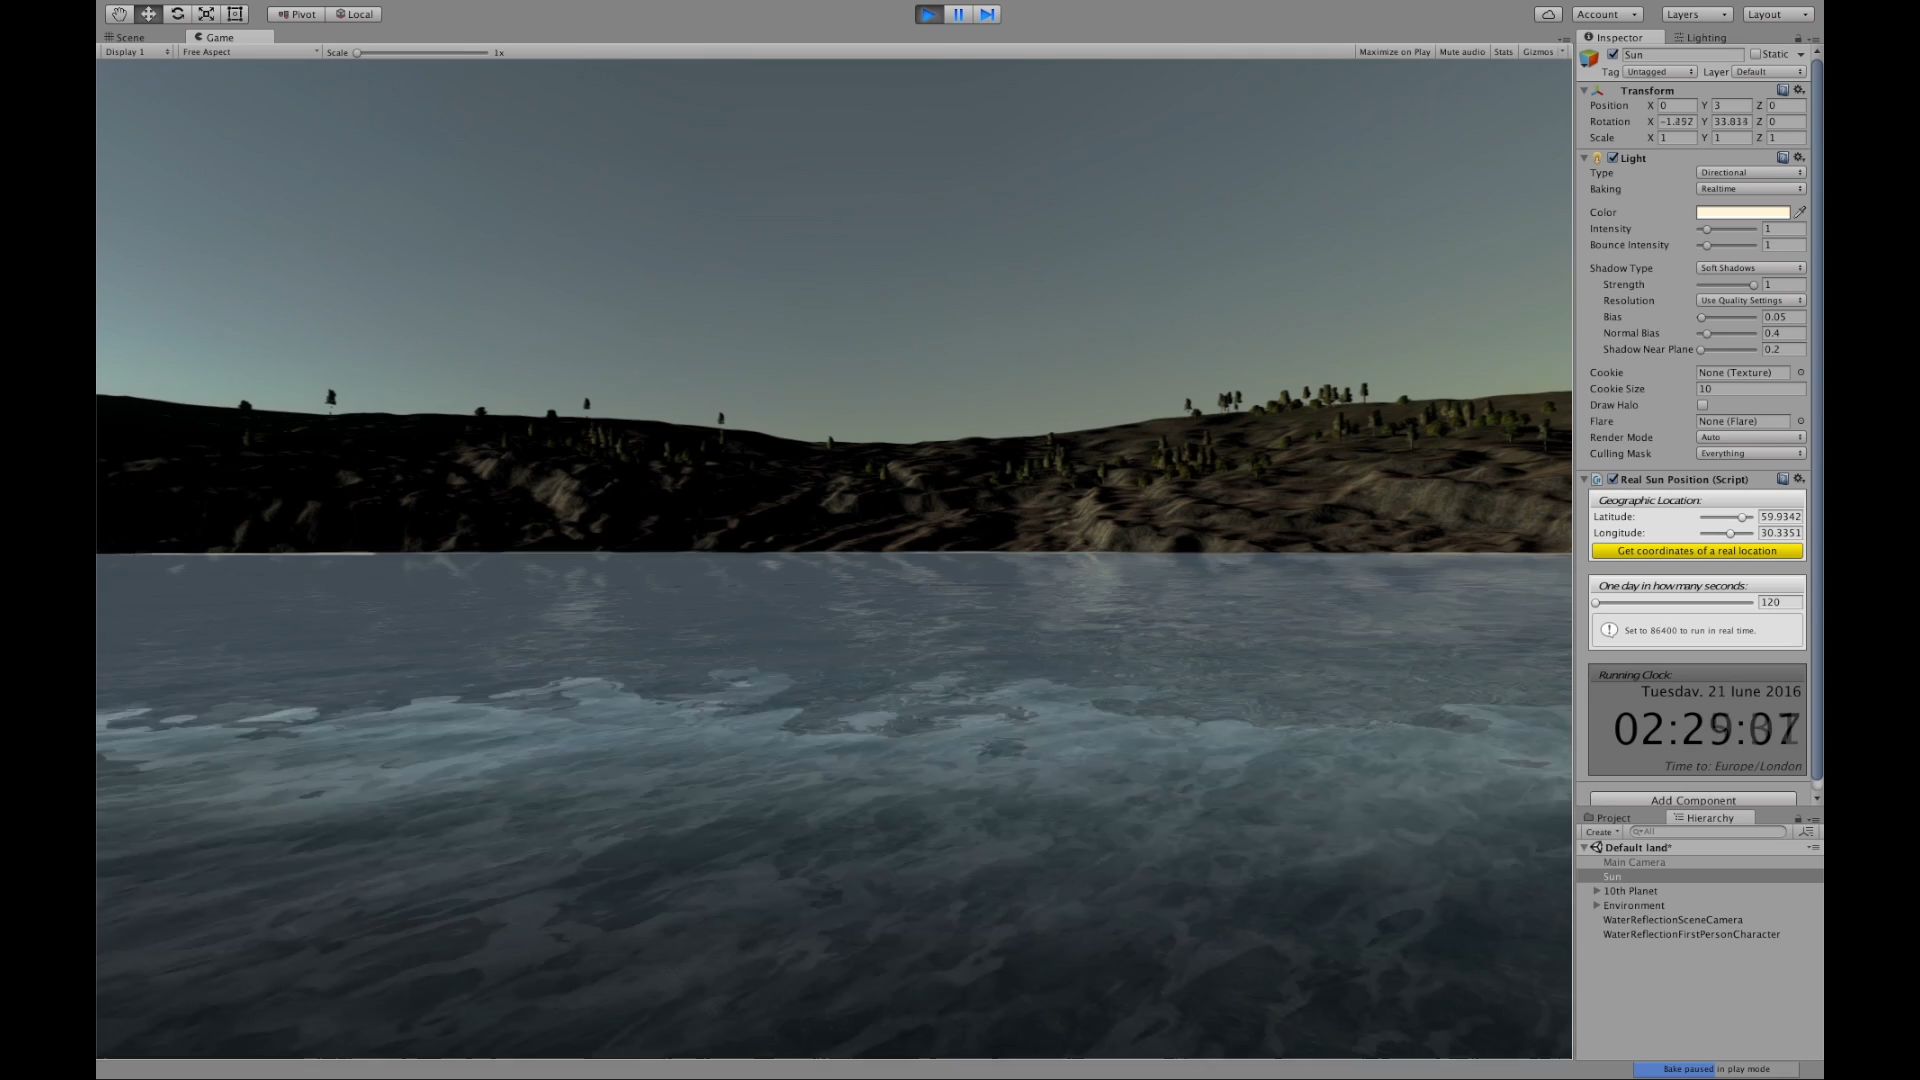 Pivot Local
Account Layers Layout
Scene Game
Display 1 Free Aspect Scale 1x Maximize on Play Mute audio Stats Gizmos
Inspector Lighting
Sun Static
Tag Untagged Layer Default
Transform
Position X 0 Y 3 Z 0
Rotation X Y Z 0
Scale X 1 Y 1 Z 1
Light
Type Directional
Baking Realtime
Color
Intensity 1
Bounce Intensity 1
Shadow Type Soft Shadows
Strength 1
Resolution Use Quality Settings
Bias 0.05
Normal Bias 0.4
Shadow Near Plane 0.2
Cookie None (Texture)
Cookie Size 10
Draw Halo
Flare None (Flare)
Render Mode Auto
Culling Mask Everything
Real Sun Position (Script)
Geographic Location:
Latitude: 59.9342
Longitude: 30.3351
Get coordinates of a real location
One day in how many seconds:
120
Set to 86400 to run in real time.
Running Clock:
Tuesday, 21 June 2016
Time to: Europe/London
Add Component
Project Hierarchy
Create All
Default land*
Main Camera
Sun
10th Planet
Environment
WaterReflectionSceneCamera
WaterReflectionFirstPersonCharacter
Bake paused in play mode